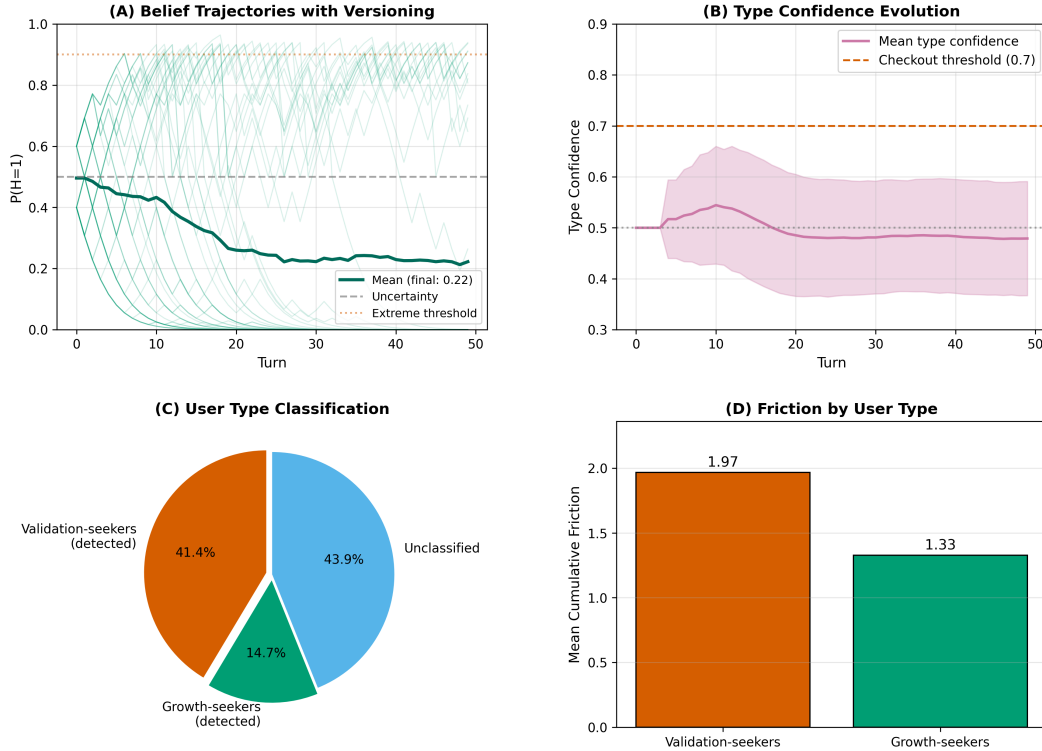 (A) Belief Trajectories with Versioning
1.0
0.8
0.6
0.4
0.2
0.0
P(H=1)
0
10
20
30
40
50
Turn
Mean (final: 0.22)
Uncertainty
Extreme threshold
(B) Type Confidence Evolution
0.9
0.8
0.7
0.6
0.5
0.4
0.3
Type Confidence
0
10
20
30
40
50
Turn
Mean type confidence
Checkout threshold (0.7)
(C) User Type Classification
Validation-seekers
(detected)
41.4%
43.9%
Unclassified
14.7%
Growth-seekers
(detected)
(D) Friction by User Type
2.0
1.5
1.0
0.5
0.0
Mean Cumulative Friction
1.97
1.33
Validation-seekers
Growth-seekers